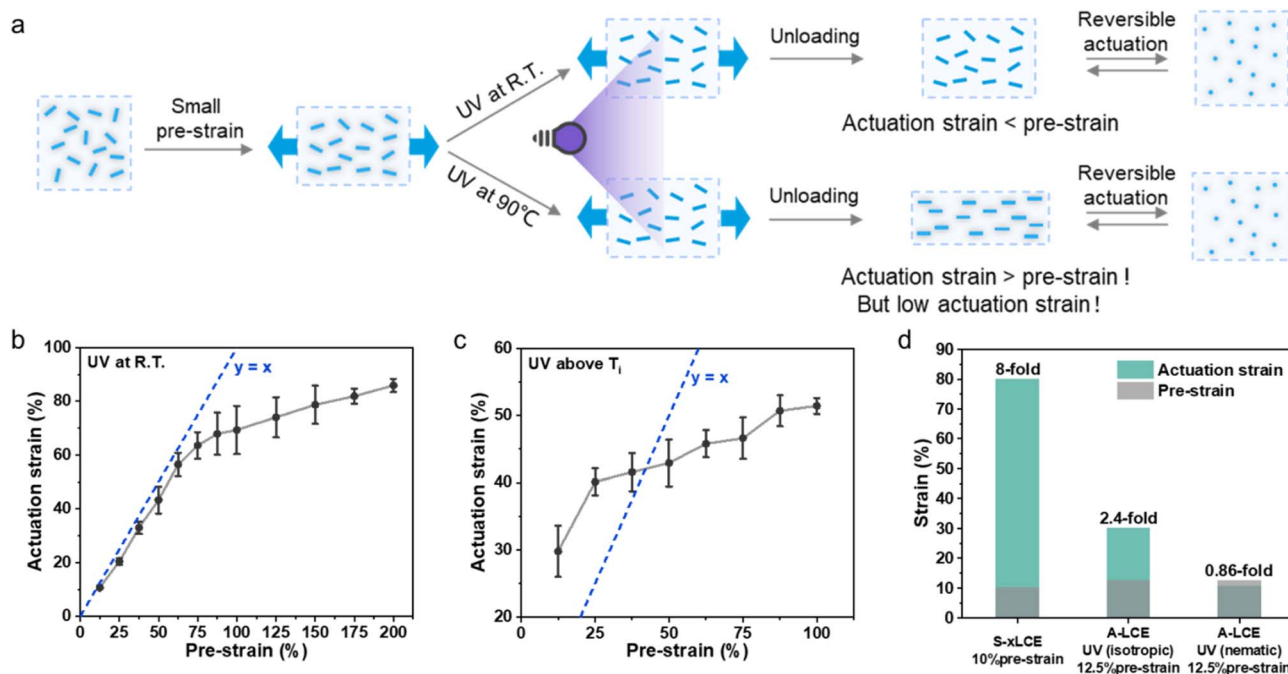 a
Small
pre-strain
UV at R.T.
UV at 90°C
Unloading
Reversible
actuation
Actuation strain < pre-strain
Unloading
Reversible
actuation
Actuation strain > pre-strain !
But low actuation strain !
b
UV at R.T.
y = x
Actuation strain (%)
100
80
60
40
20
0
0 25 50 75 100 125 150 175 200
Pre-strain (%)
c
UV above Ti
y = x
Actuation strain (%)
60
50
40
30
20
0 25 50 75 100
Pre-strain (%)
d
Actuation strain
Pre-strain
Strain (%)
90
80
70
60
50
40
30
20
10
0
8-fold
2.4-fold
0.86-fold
S-xLCE
10%pre-strain
A-LCE
UV (isotropic)
12.5%pre-strain
A-LCE
UV (nematic)
12.5%pre-strain